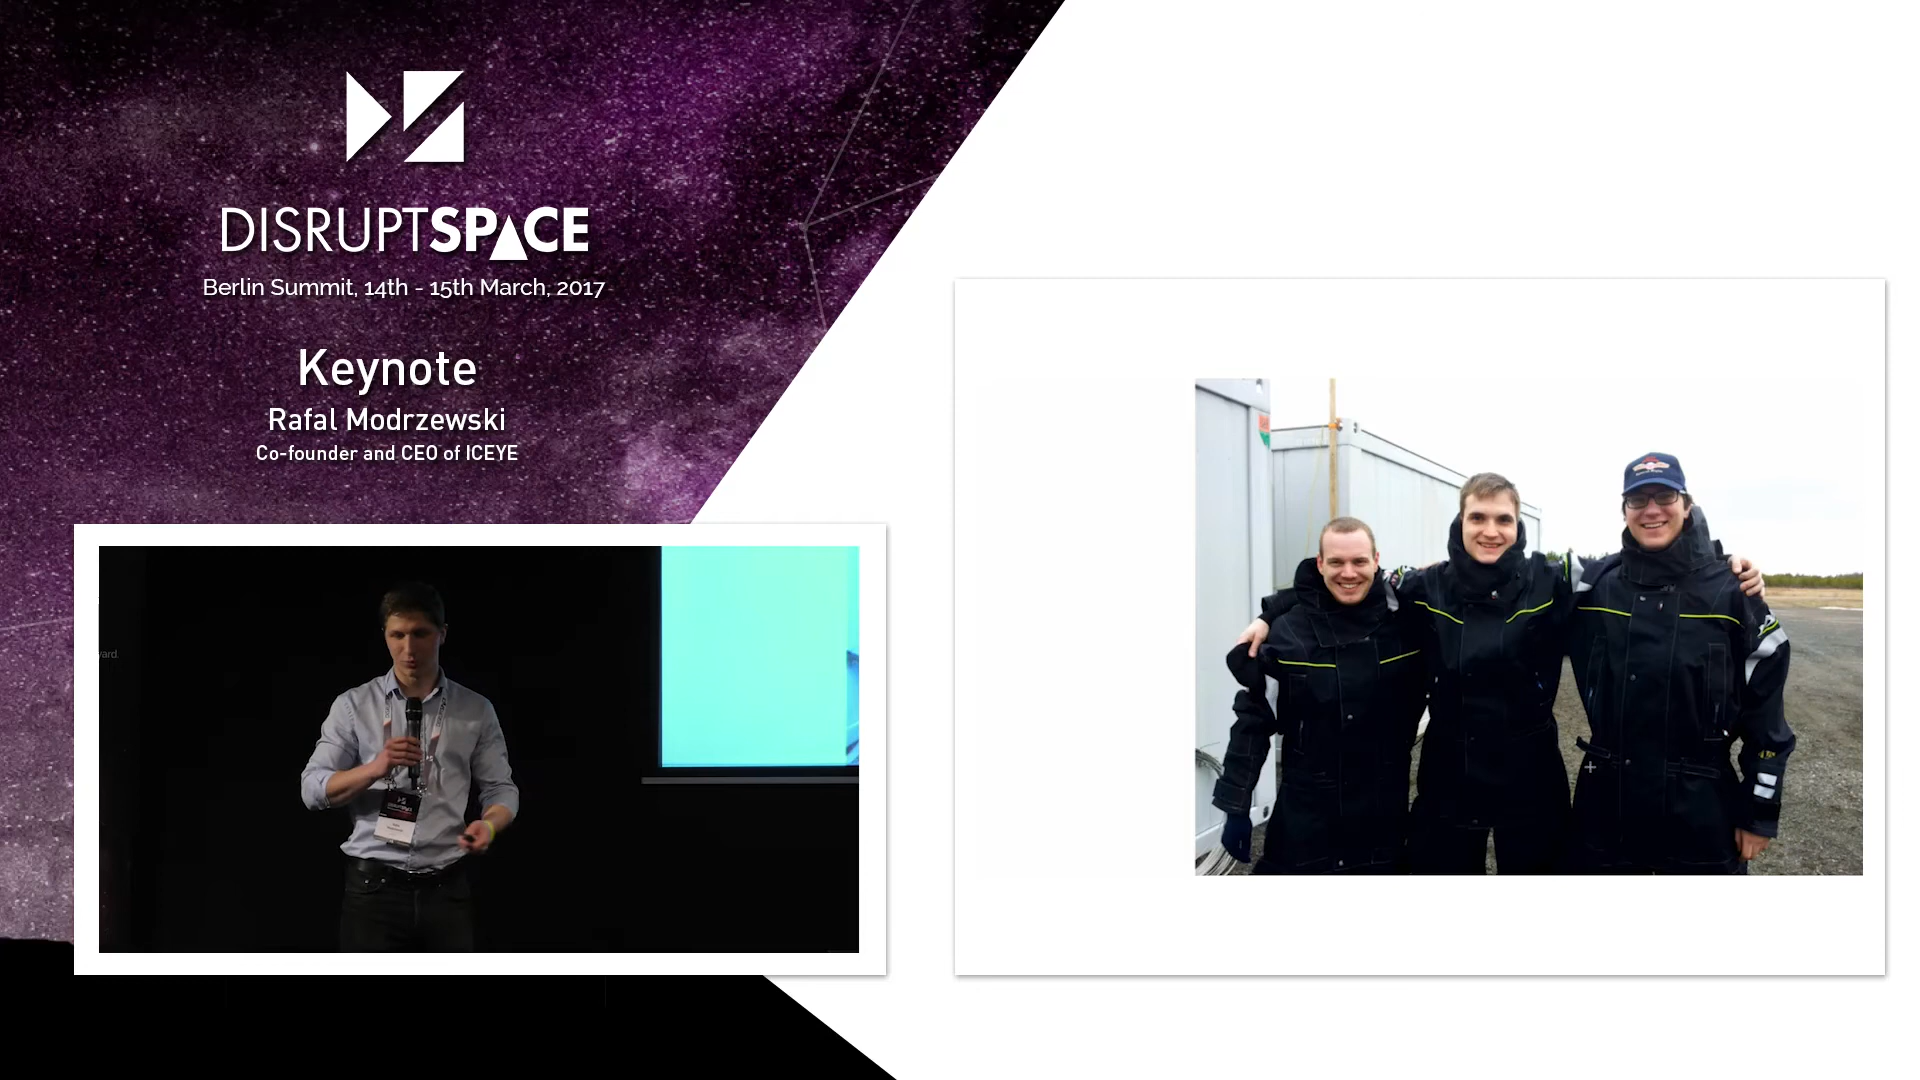 DISRUPTSPACE
Berlin Summit, 14th - 15th March, 2017
Keynote
Rafal Modrzewski
Co-founder and CEO of ICEYE